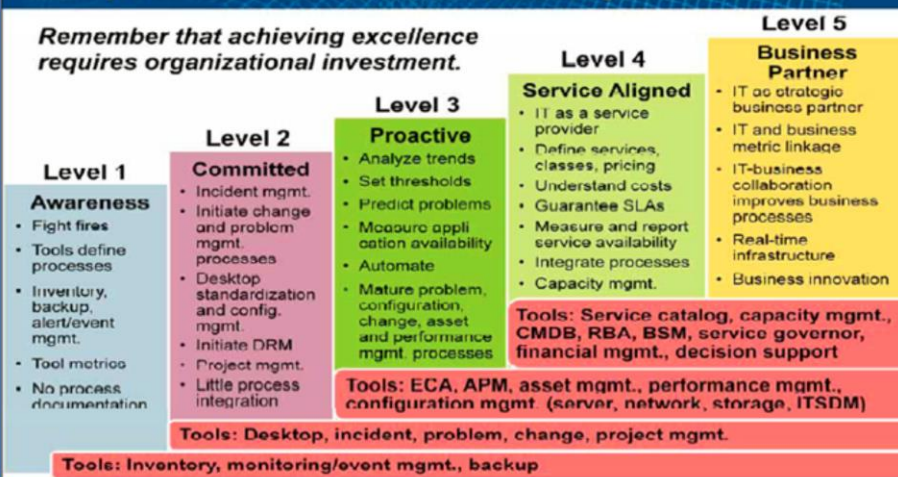 Remember that achieving excellence
requires organizational investment.
Level 1
Awareness
• Fight fires
• Tools define
processes
• Inventory,
backup,
alert/event
mgmt.
• Tool metrics
• No process
documentation
Level 2
Committed
• Incident mgmt.
• Initiate change
and problem
mgmt.
processes
• Desktop
standardization
and config.
mgmt.
• Initiate DRM
• Project mgmt.
• Little process
integration
Level 3
Proactive
• Analyze trends
• Set thresholds
• Predict problems
• Measure appli
cation availability
• Automate
• Mature problem,
configuration,
change, asset
and performance
mgmt. processes
Level 4
Service Aligned
• IT as a service
provider
• Define services,
classes, pricing
• Understand costs
• Guarantee SLAs
• Measure and report
service availability
• Integrate processes
• Capacity mgmt.
Level 5
Business
Partner
• IT as strategic
business partner
• IT and business
metric linkage
• IT-business
collaboration
improves business
processes
• Real-time
infrastructure
• Business innovation
Tools: Service catalog, capacity mgmt.,
CMDB, RBA, BSM, service governor,
financial mgmt., decision support
Tools: ECA, APM, asset mgmt., performance mgmt.,
configuration mgmt. (server, network, storage, ITSDM)
Tools: Desktop, incident, problem, change, project mgmt.
Tools: Inventory, monitoring/event mgmt., backup